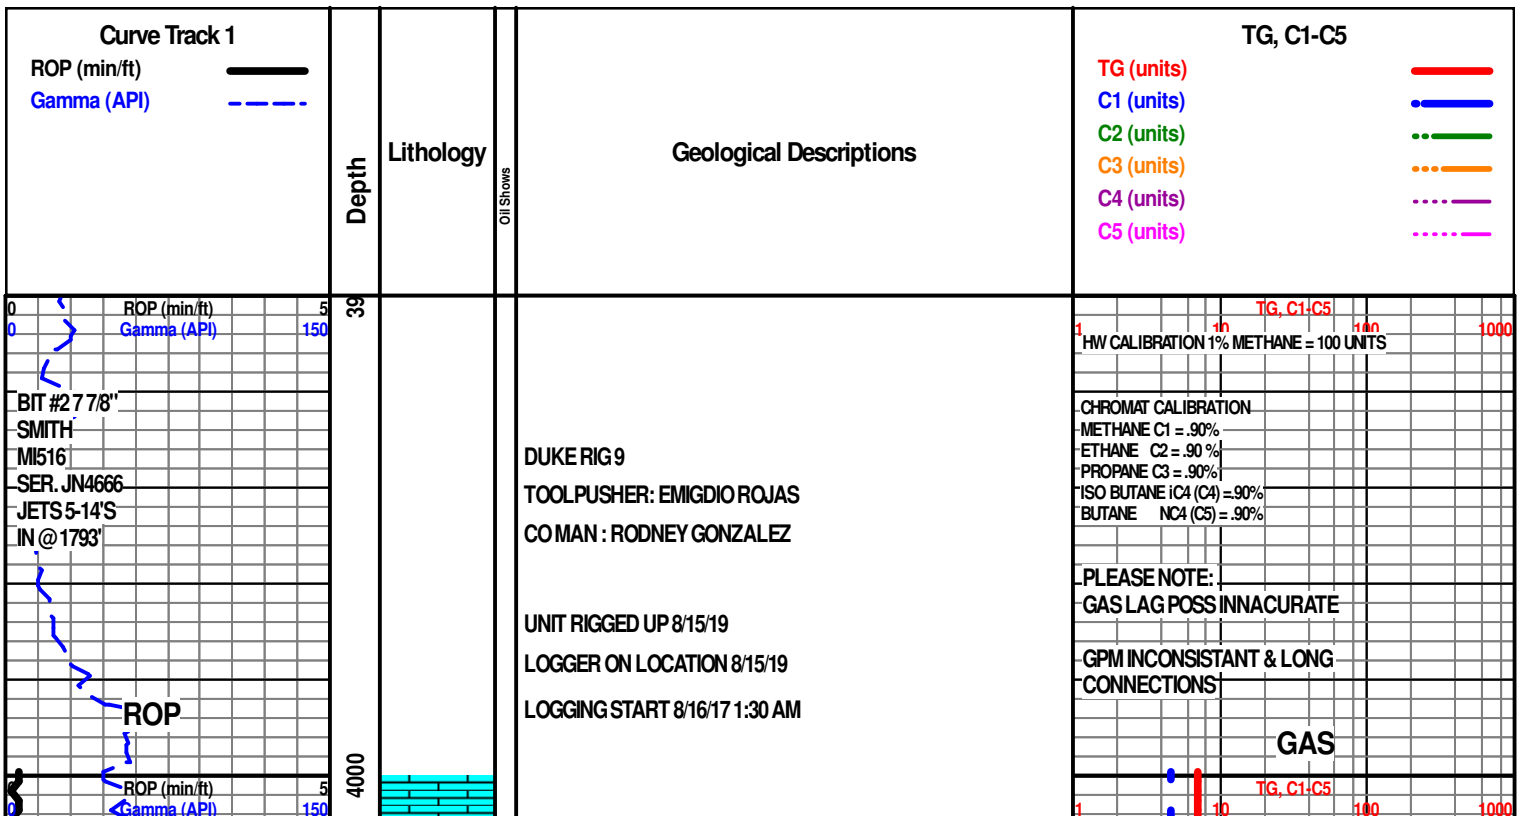 Curve Track 1
ROP (min/ft)
Gamma (API)
Depth
Lithology
Oil Shows
Geological Descriptions
TG, C1-C5
TG (units)
C1 (units)
C2 (units)
C3 (units)
C4 (units)
C5 (units)
0 ROP (min/ft) 5
0 Gamma (API) 150
39
TG, C1-C5
1 10 100 1000
HW CALIBRATION 1% METHANE = 100 UNITS
BIT #2 7 7/8"
SMITH
MI516
SER. JN4666
JETS 5-14'S
IN @ 1793'
DUKE RIG 9
TOOLPUSHER: EMIGDIO ROJAS
CO MAN : RODNEY GONZALEZ
UNIT RIGGED UP 8/15/19
LOGGER ON LOCATION 8/15/19
LOGGING START 8/16/17 1:30 AM
CHROMAT CALIBRATION
METHANE C1 = .90%
ETHANE C2 = .90 %
PROPANE C3 = .90%
ISO BUTANE iC4 (C4) =.90%
BUTANE NC4 (C5) = .90%
PLEASE NOTE:
GAS LAG POSS INNACURATE
GPM INCONSISTANT & LONG
CONNECTIONS
ROP
GAS
4000
ROP (min/ft) 5
0 Gamma (API) 150
TG, C1-C5
1 10 100 1000